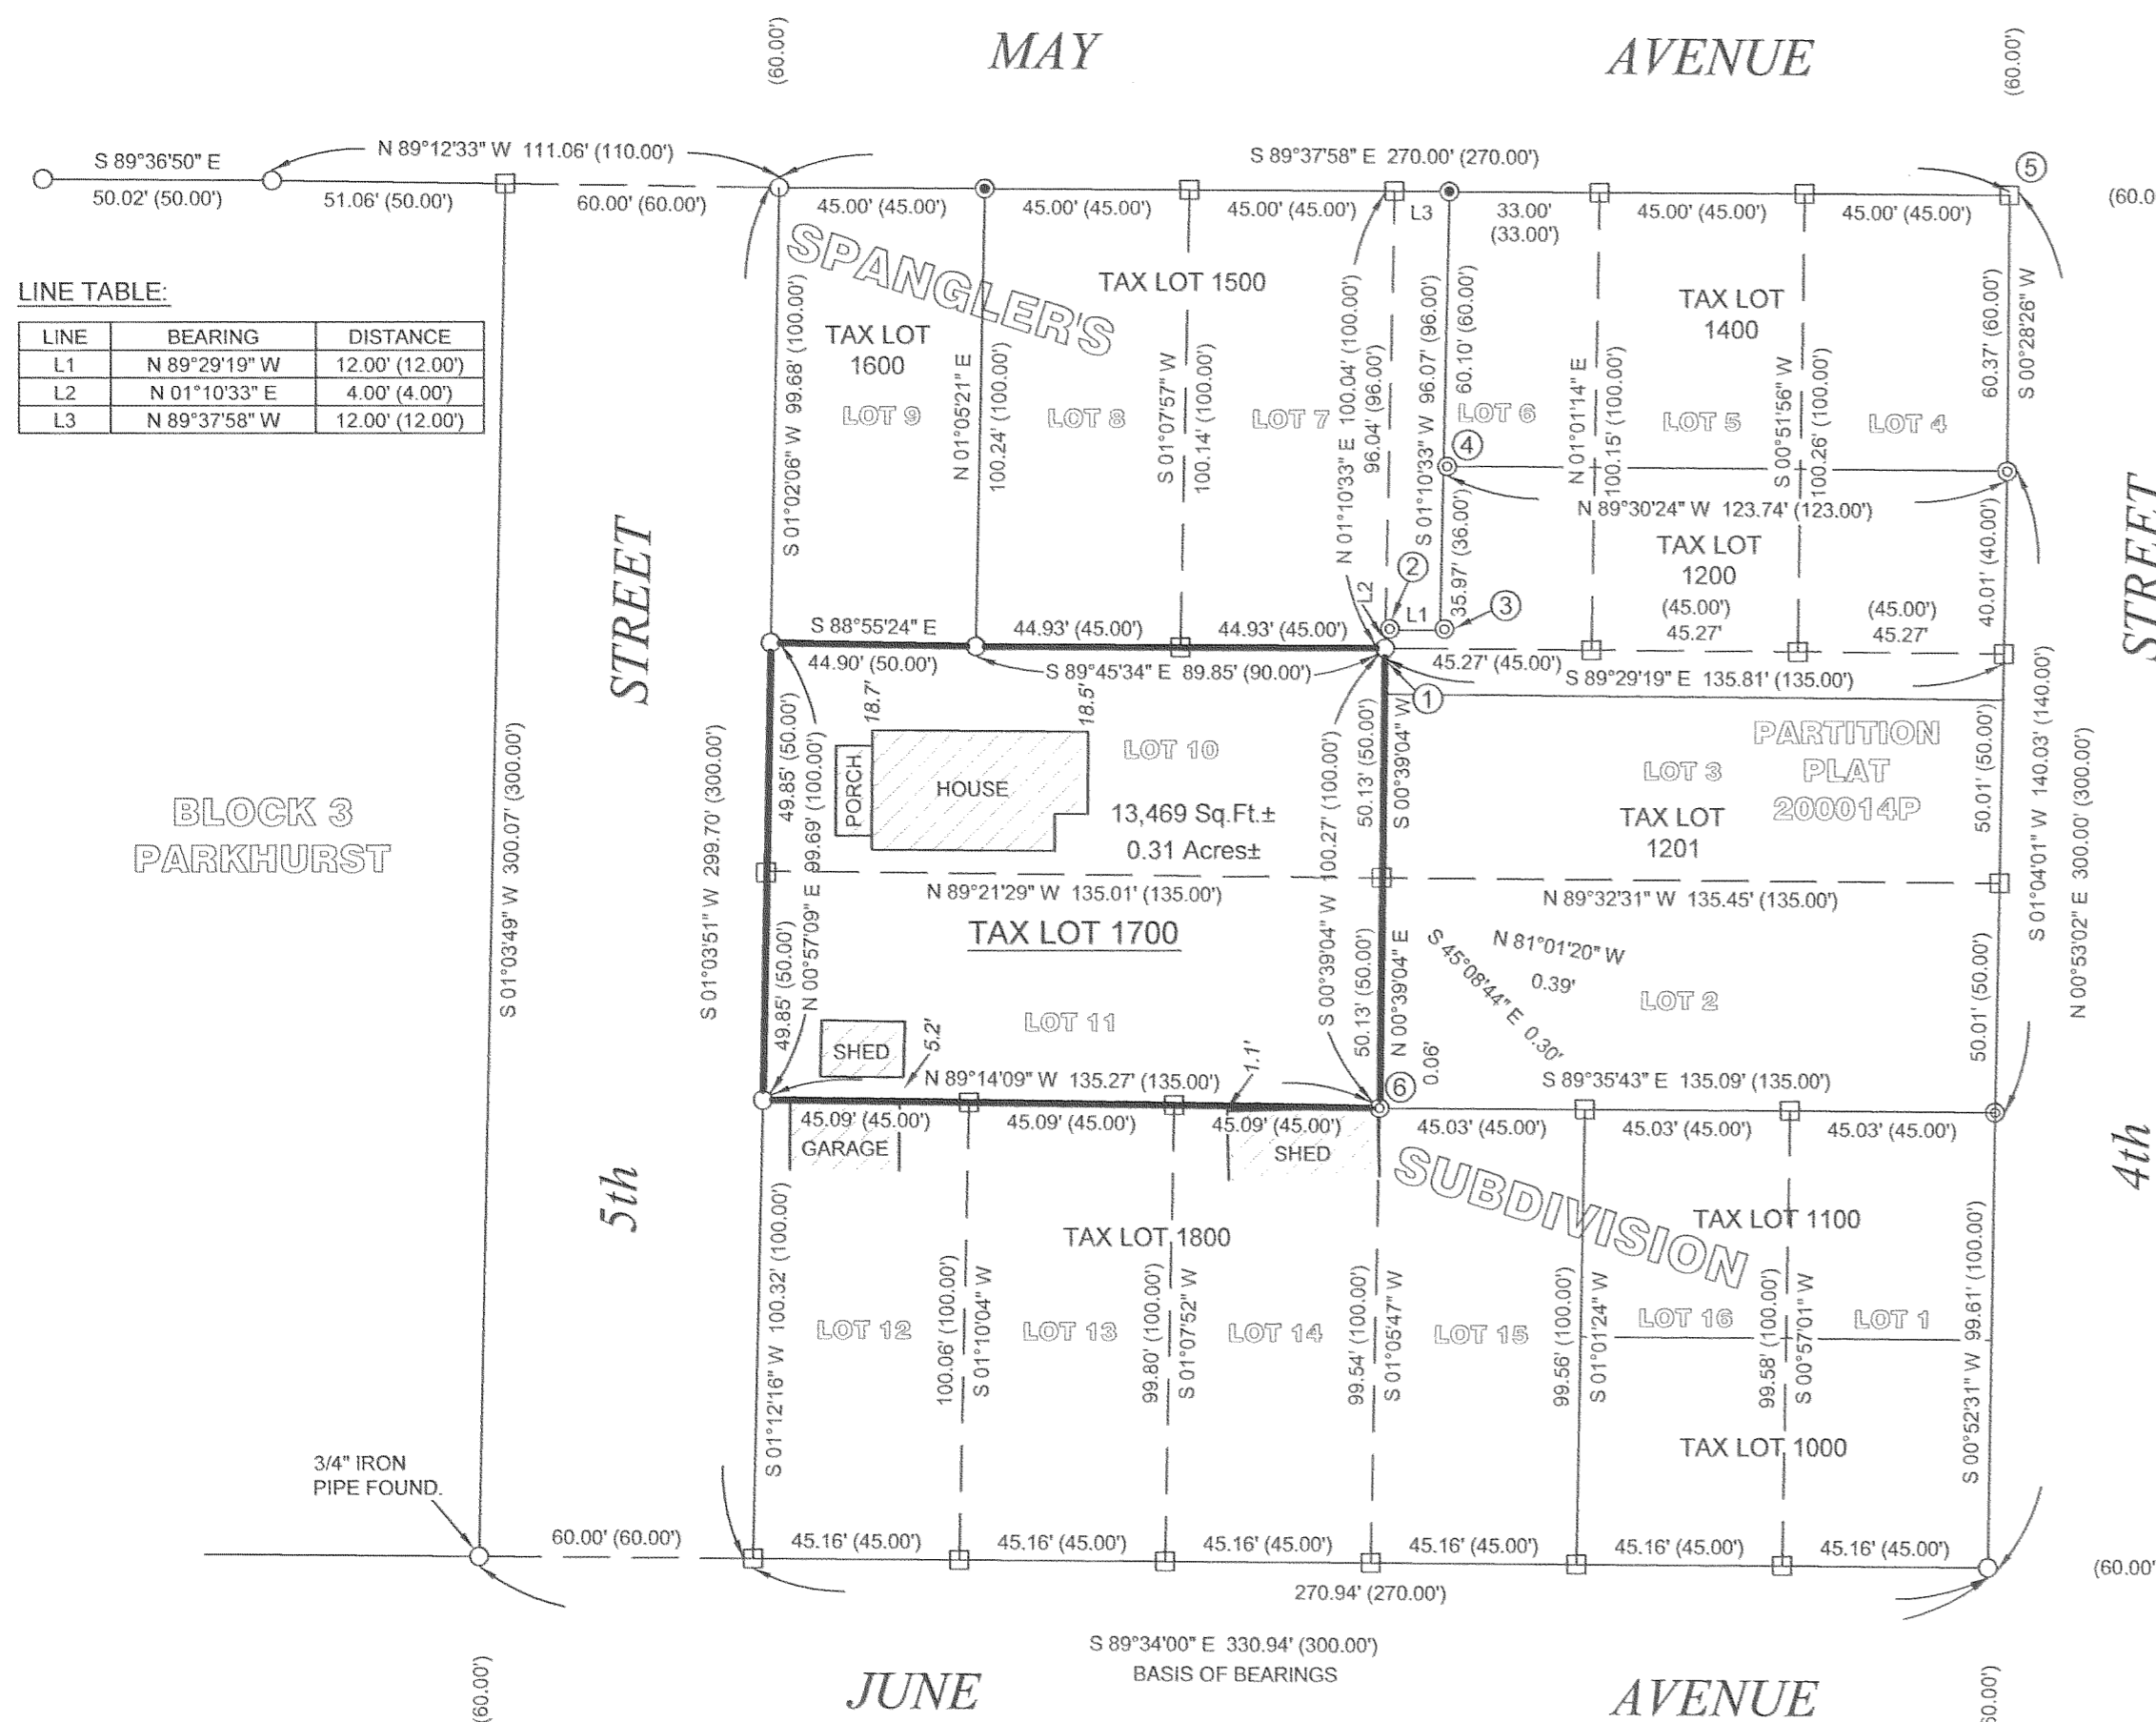 MAY AVENUE
(60.00')
(60.00')
S 89°36'50" E
50.02' (50.00')
N 89°12'33" W 111.06' (110.00')
51.06' (50.00')
60.00' (60.00')
S 89°37'58" E 270.00' (270.00')
5
45.00' (45.00')
45.00' (45.00')
45.00' (45.00')
L3
33.00'
(33.00')
45.00' (45.00')
45.00' (45.00')
LINE TABLE:
LINE BEARING DISTANCE
L1 N 89°29'19" W 12.00' (12.00')
L2 N 01°10'33" E 4.00' (4.00')
L3 N 89°37'58" W 12.00' (12.00')
SPANGLER'S
TAX LOT
1600
LOT 9
S 01°02'06" W 99.68' (100.00')
N 01°05'21" E
100.24' (100.00')
TAX LOT 1500
LOT 8
S 01°07'57" W
100.14' (100.00')
LOT 7
N 01°10'33" E 100.04' (100.00')
96.04' (96.00')
S 01°10'33" W 96.07' (96.00')
60.10' (60.00')
LOT 6
4
35.97' (36.00')
N 01°01'14" E
100.15' (100.00')
TAX LOT
1400
LOT 5
S 00°51'56" W
100.26' (100.00')
LOT 4
60.37' (60.00')
S 00°28'26" W
N 89°30'24" W 123.74' (123.00')
TAX LOT
1200
40.01' (40.00')
2
L2
L1
3
(45.00')
45.27'
(45.00')
45.27'
STREET
STREET
S 88°55'24" E
44.90' (50.00')
44.93' (45.00')
44.93' (45.00')
S 89°45'34" E 89.85' (90.00')
45.27' (45.00')
S 89°29'19" E 135.81' (135.00')
1
BLOCK 3
PARKHURST
S 01°03'49" W 300.07' (300.00')
S 01°03'51" W 299.70' (300.00')
49.85' (50.00')
N 00°57'09" E 99.69' (100.00')
18.7'
18.5'
PORCH.
HOUSE
LOT 10
13,469 Sq.Ft.±
0.31 Acres±
S 00°39'04" W 100.27' (100.00')
50.13' (50.00')
S 00°39'04" W
LOT 3
TAX LOT
1201
PARTITION
PLAT
200014P
50.01' (50.00')
S 01°04'01" W 140.03' (140.00')
N 00°53'02" E 300.00' (300.00')
N 89°21'29" W 135.01' (135.00')
N 89°32'31" W 135.45' (135.00')
TAX LOT 1700
49.85' (50.00')
LOT 11
SHED
5.2'
1.1'
50.13' (50.00')
N 00°39'04" E
0.06'
S 45°08'44" E 0.30'
N 81°01'20" W
0.39'
LOT 2
50.01' (50.00')
N 89°14'09" W 135.27' (135.00')
6
S 89°35'43" E 135.09' (135.00')
45.09' (45.00')
45.09' (45.00')
45.09' (45.00')
45.03' (45.00')
45.03' (45.00')
45.03' (45.00')
GARAGE
SHED
SUBDIVISION
5th
4th
TAX LOT 1800
TAX LOT 1100
S 01°12'16" W 100.32' (100.00')
LOT 12
100.06' (100.00')
S 01°10'04" W
LOT 13
99.80' (100.00')
S 01°07'52" W
LOT 14
99.54' (100.00')
S 01°05'47" W
LOT 15
99.56' (100.00')
S 01°01'24" W
LOT 16
99.58' (100.00')
S 00°57'01" W
LOT 1
S 00°52'31" W 99.61' (100.00')
TAX LOT 1000
3/4" IRON
PIPE FOUND.
60.00' (60.00')
45.16' (45.00')
45.16' (45.00')
45.16' (45.00')
45.16' (45.00')
45.16' (45.00')
45.16' (45.00')
(60.00'
270.94' (270.00')
S 89°34'00" E 330.94' (300.00')
BASIS OF BEARINGS
(60.00')
JUNE AVENUE